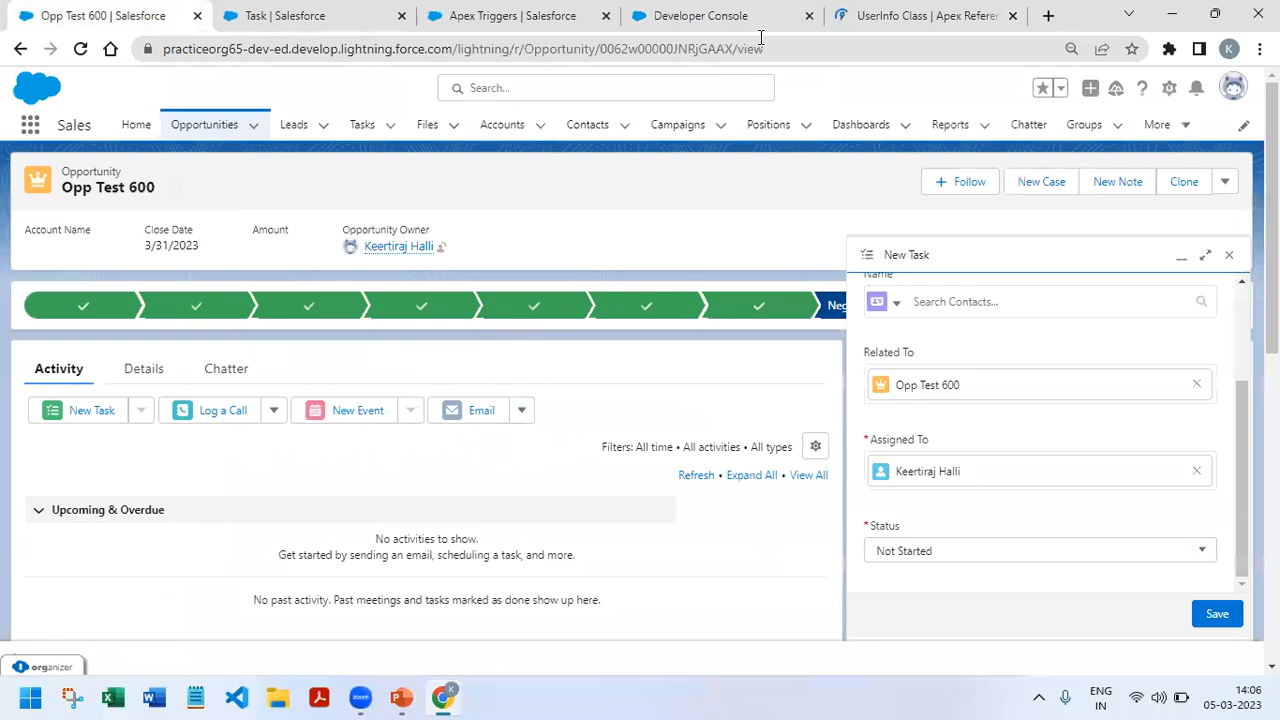 Opp Test 600 | Salesforce
Task | Salesforce
Apex Triggers | Salesforce
Developer Console
UserInfo Class | Apex Referen
practiceorg65-dev-ed.develop.lightning.force.com/lightning/r/Opportunity/0062w00000JNRjGAAX/view
K
Search...
Sales
Home
Opportunities
Leads
Tasks
Files
Accounts
Contacts
Campaigns
Positions
Dashboards
Reports
Chatter
Groups
More
Opportunity
Opp Test 600
Follow
New Case
New Note
Clone
Account Name
Close Date
Amount
Opportunity Owner
3/31/2023
Keertiraj Halli
Neg
Activity
Details
Chatter
New Task
Log a Call
New Event
Email
Filters: All time • All activities • All types
Refresh • Expand All • View All
Upcoming & Overdue
No activities to show.
Get started by sending an email, scheduling a task, and more.
No past activity. Past meetings and tasks marked as done show up here.
New Task
Name
Search Contacts...
Related To
Opp Test 600
* Assigned To
Keertiraj Halli
* Status
Not Started
Save
organizer
K
ENG
IN
14:06
05-03-2023